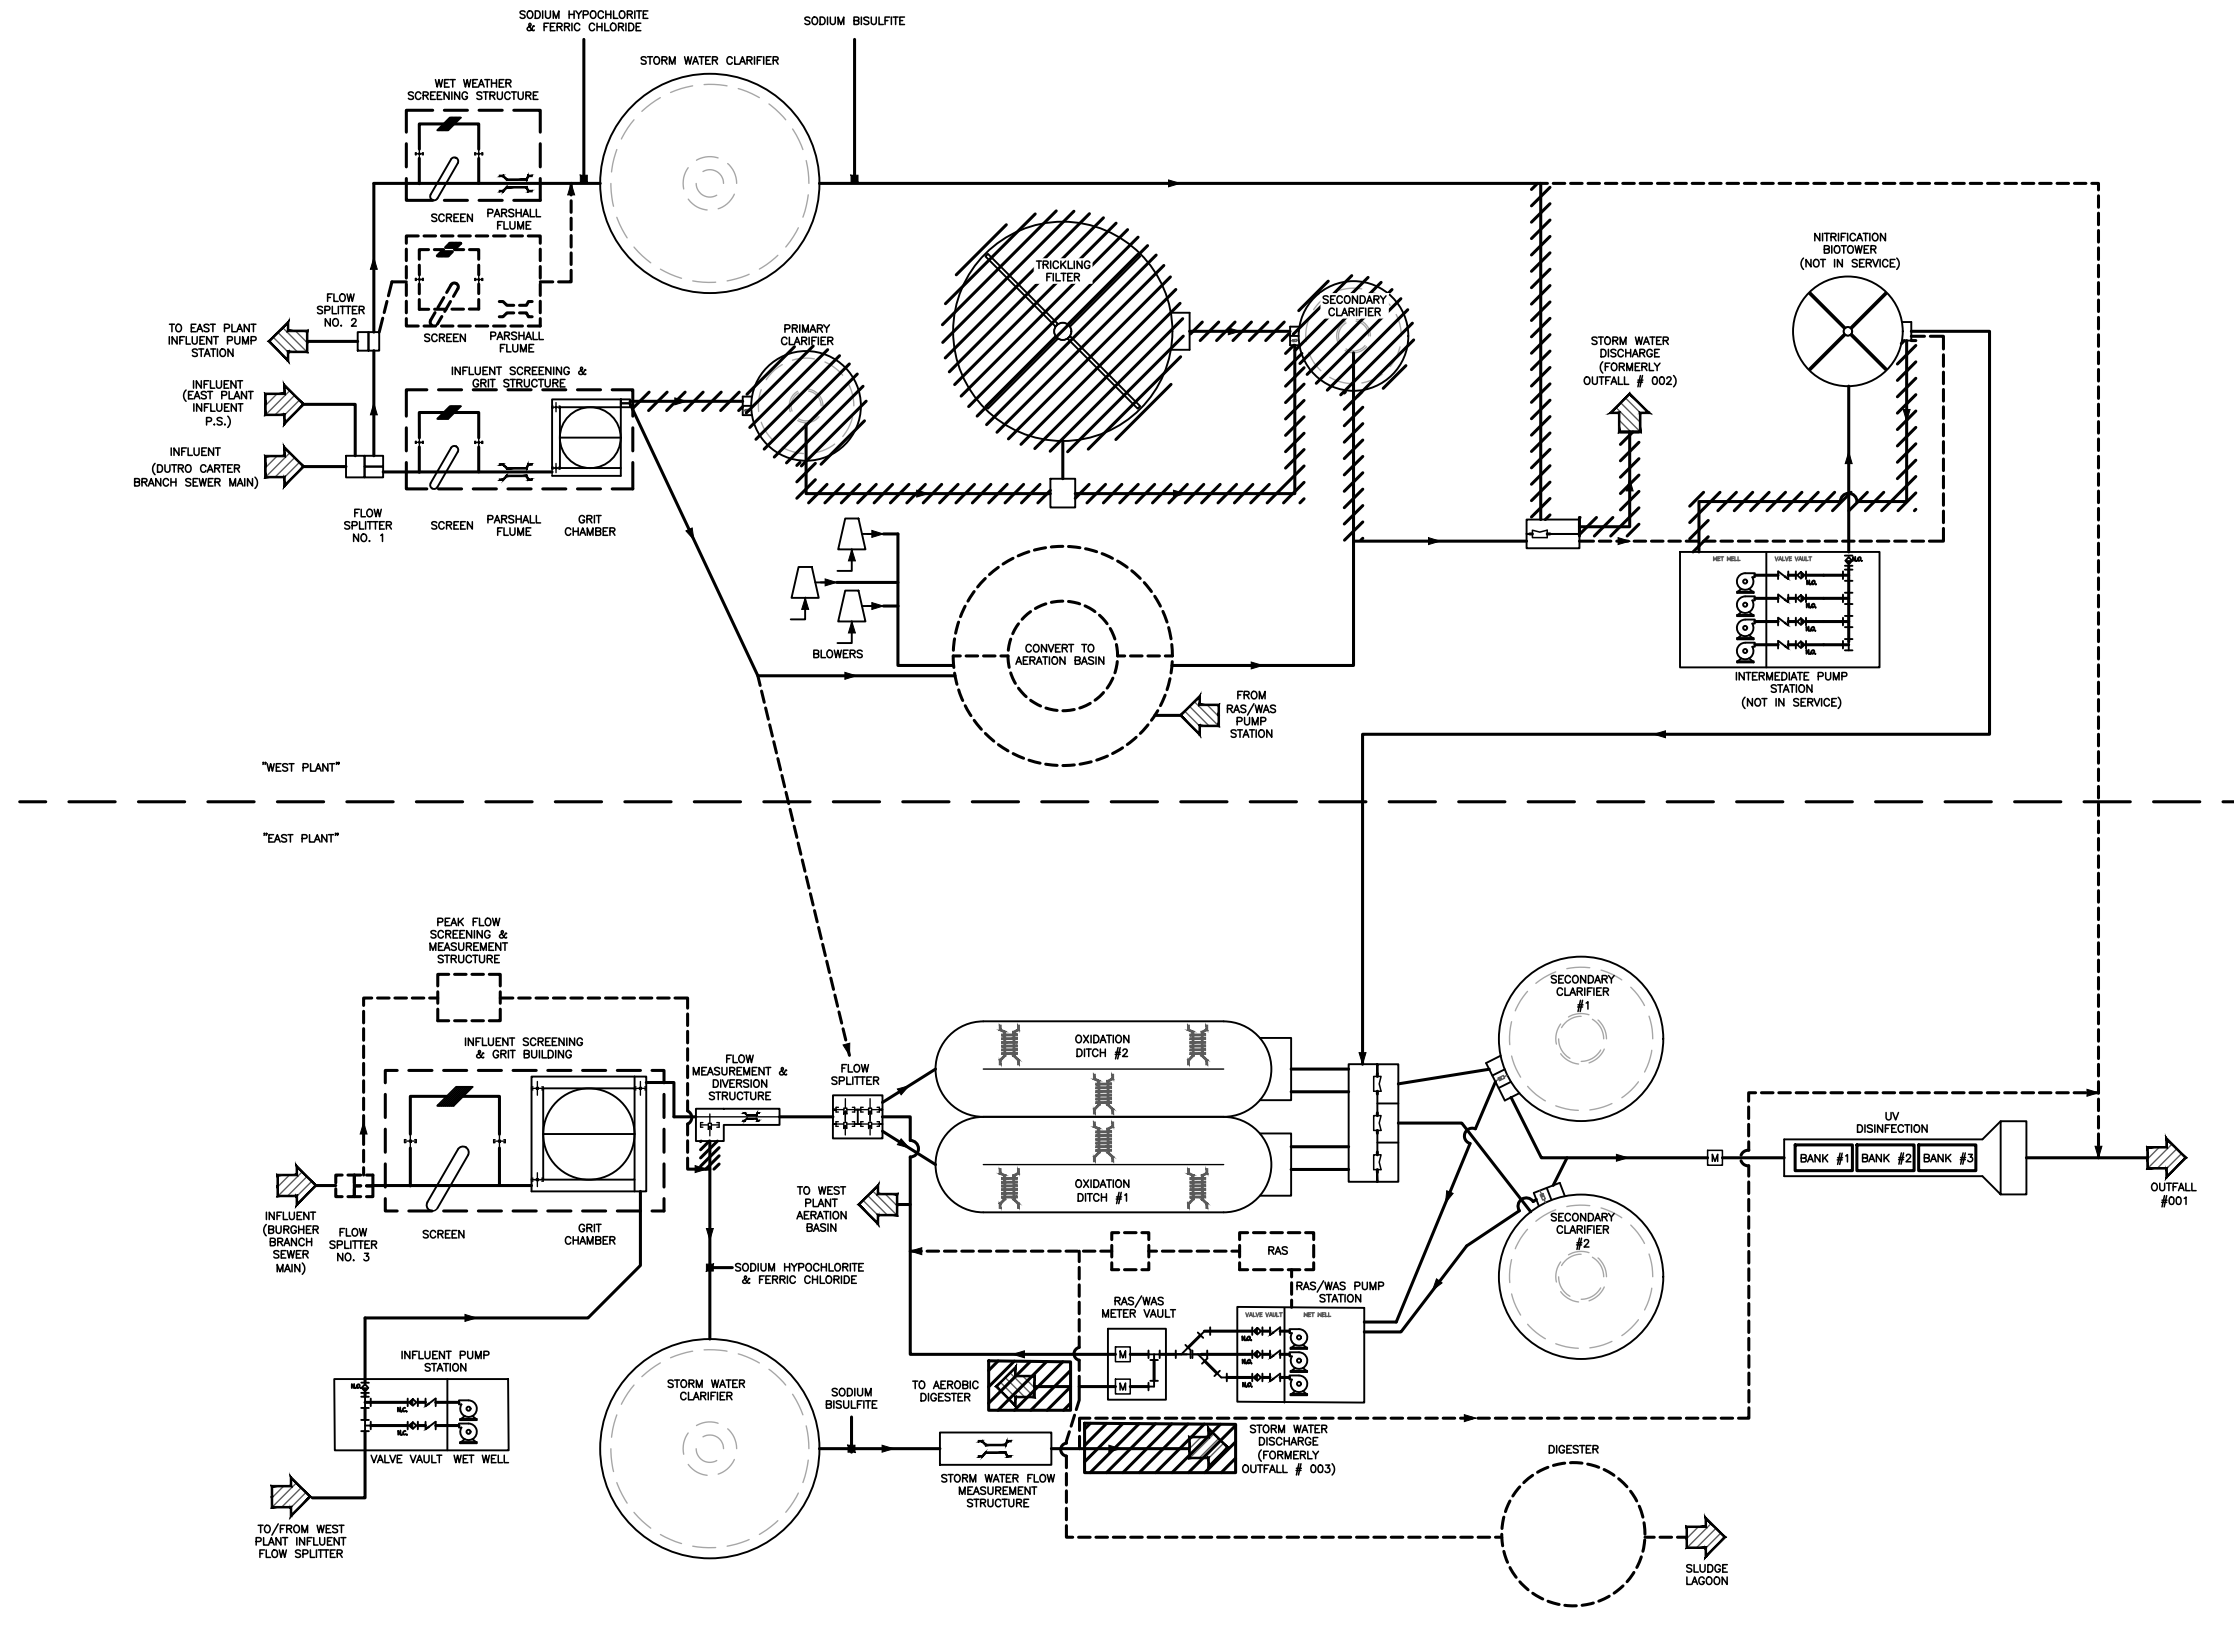 SODIUM HYPOCHLORITE
& FERRIC CHLORIDE
SODIUM BISULFITE
STORM WATER CLARIFIER
WET WEATHER
SCREENING STRUCTURE
SCREEN
PARSHALL
FLUME
FLOW
SPLITTER
NO. 2
TO EAST PLANT
INFLUENT PUMP
STATION
SCREEN
PARSHALL
FLUME
INFLUENT
(EAST PLANT
INFLUENT
P.S.)
INFLUENT SCREENING &
GRIT STRUCTURE
INFLUENT
(DUTRO CARTER
BRANCH SEWER MAIN)
FLOW
SPLITTER
NO. 1
SCREEN
PARSHALL
FLUME
GRIT
CHAMBER
PRIMARY
CLARIFIER
TRICKLING
FILTER
SECONDARY
CLARIFIER
STORM WATER
DISCHARGE
(FORMERLY
OUTFALL # 002)
NITRIFICATION
BIOTOWER
(NOT IN SERVICE)
WET WELL
VALVE VAULT
N.O.
N.O.
N.O.
N.O.
N.O.
INTERMEDIATE PUMP
STATION
(NOT IN SERVICE)
BLOWERS
CONVERT TO
AERATION BASIN
FROM
RAS/WAS
PUMP
STATION
"WEST PLANT"
"EAST PLANT"
PEAK FLOW
SCREENING &
MEASUREMENT
STRUCTURE
INFLUENT SCREENING
& GRIT BUILDING
INFLUENT
(BURGHER
BRANCH
SEWER
MAIN)
FLOW
SPLITTER
NO. 3
SCREEN
GRIT
CHAMBER
FLOW
MEASUREMENT &
DIVERSION
STRUCTURE
FLOW
SPLITTER
OXIDATION
DITCH #2
OXIDATION
DITCH #1
TO WEST
PLANT
AERATION
BASIN
SECONDARY
CLARIFIER
#1
SECONDARY
CLARIFIER
#2
M
UV
DISINFECTION
BANK #1
BANK #2
BANK #3
OUTFALL
#001
SODIUM HYPOCHLORITE
& FERRIC CHLORIDE
RAS
RAS/WAS PUMP
STATION
RAS/WAS
METER VAULT
M
M
VALVE VAULT
WET WELL
N.O.
N.O.
N.O.
INFLUENT PUMP
STATION
N.O.
N.C.
N.C.
VALVE VAULT
WET WELL
TO/FROM WEST
PLANT INFLUENT
FLOW SPLITTER
STORM WATER
CLARIFIER
SODIUM
BISULFITE
TO AEROBIC
DIGESTER
STORM WATER FLOW
MEASUREMENT
STRUCTURE
STORM WATER
DISCHARGE
(FORMERLY
OUTFALL # 003)
DIGESTER
SLUDGE
LAGOON